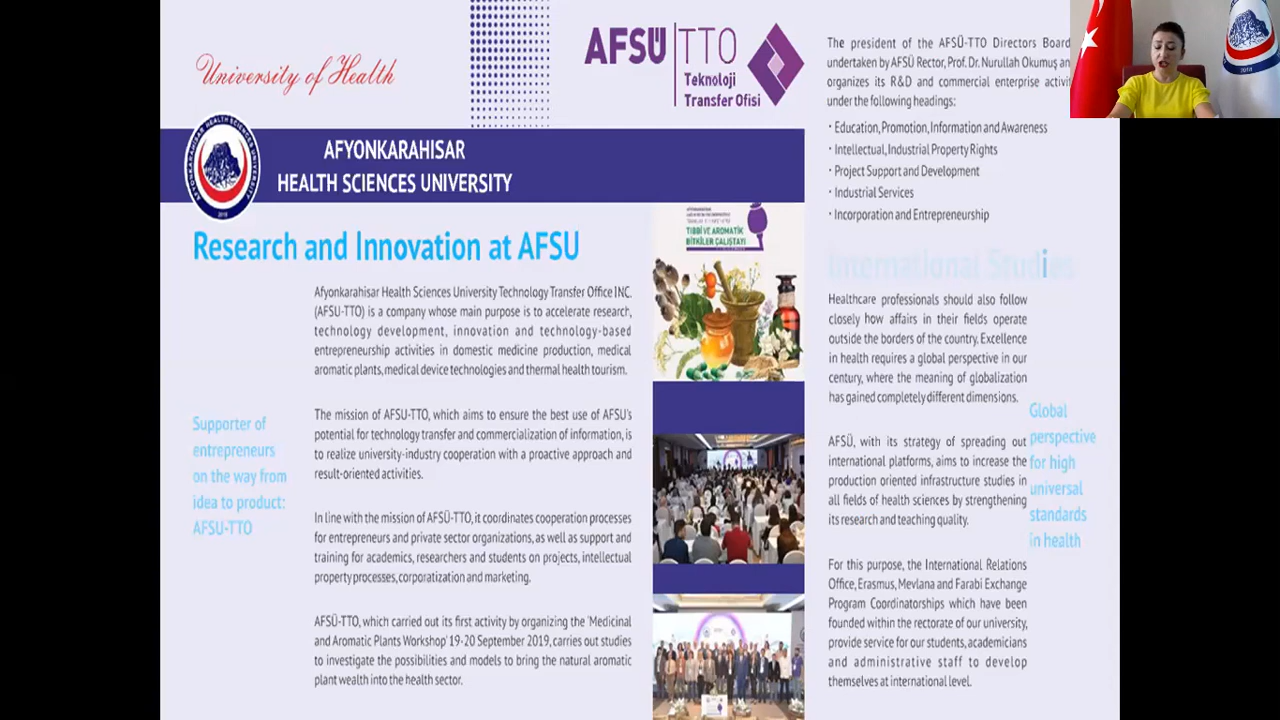 University of Health
AFSÜ TTO
Teknoloji
Transfer Ofisi
AFYONKARAHISAR HEALTH SCIENCES UNIVERSITY
2018
AFYONKARAHISAR
HEALTH SCIENCES UNIVERSITY
Research and Innovation at AFSU
Afyonkarahisar Health Sciences University Technology Transfer Office INC.
(AFSU-TTO) is a company whose main purpose is to accelerate research,
technology development, innovation and technology-based
entrepreneurship activities in domestic medicine production, medical
aromatic plants, medical device technologies and thermal health tourism.
The mission of AFSU-TTO, which aims to ensure the best use of AFSU's
potential for technology transfer and commercialization of information, is
to realize university-industry cooperation with a proactive approach and
result-oriented activities.
In line with the mission of AFSÜ-TTO, it coordinates cooperation processes
for entrepreneurs and private sector organizations, as well as support and
training for academics, researchers and students on projects, intellectual
property processes, corporatization and marketing.
AFSÜ-TTO, which carried out its first activity by organizing the 'Medicinal
and Aromatic Plants Workshop' 19-20 September 2019, carries out studies
to investigate the possibilities and models to bring the natural aromatic
plant wealth into the health sector.
Supporter of
entrepreneurs
on the way from
idea to product:
AFSU-TTO
TIBBİ VE AROMATİK
BİTKİLER ÇALIŞTAYI
The president of the AFSÜ-TTO Directors Board
undertaken by AFSÜ Rector, Prof. Dr. Nurullah Okumuş an
organizes its R&D and commercial enterprise activit
under the following headings:
· Education, Promotion, Information and Awareness
· Intellectual, Industrial Property Rights
· Project Support and Development
· Industrial Services
· Incorporation and Entrepreneurship
International Studies
Healthcare professionals should also follow
closely how affairs in their fields operate
outside the borders of the country. Excellence
in health requires a global perspective in our
century, where the meaning of globalization
has gained completely different dimensions.
AFSÜ, with its strategy of spreading out
international platforms, aims to increase the
production oriented infrastructure studies in
all fields of health sciences by strengthening
its research and teaching quality.
For this purpose, the International Relations
Office, Erasmus, Mevlana and Farabi Exchange
Program Coordinatorships which have been
founded within the rectorate of our university,
provide service for our students, academicians
and administrative staff to develop
themselves at international level.
Global
perspective
for high
universal
standards
in health
2018